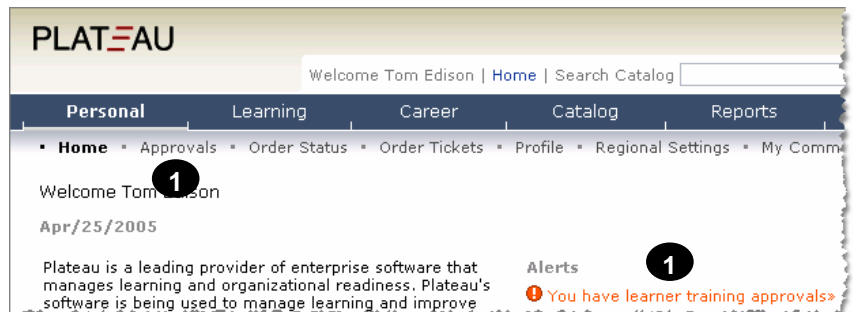 PLATEAU
Welcome Tom Edison | Home | Search Catalog
Personal Learning Career Catalog Reports
▪ Home ▪ Approvals ▪ Order Status ▪ Order Tickets ▪ Profile ▪ Regional Settings ▪ My Comm
1
Welcome Tom Edison
Apr/25/2005
Plateau is a leading provider of enterprise software that
manages learning and organizational readiness. Plateau's
software is being used to manage learning and improve
Alerts
1
You have learner training approvals»